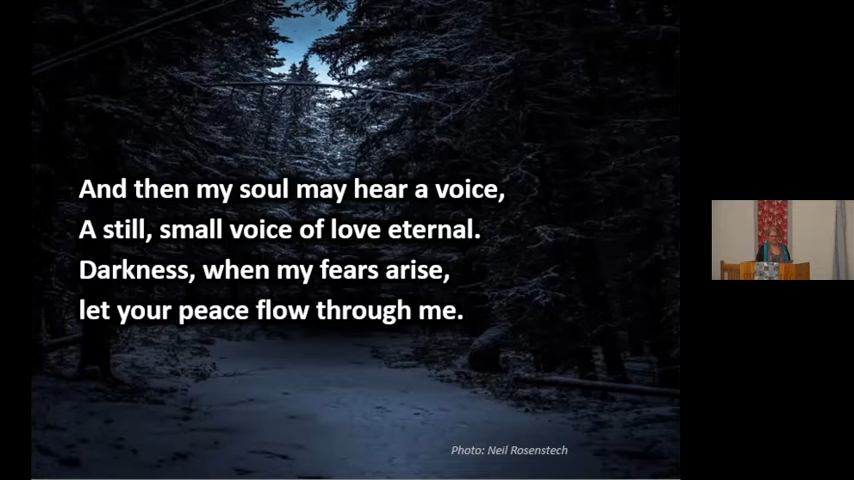 And then my soul may hear a voice,
A still, small voice of love eternal.
Darkness, when my fears arise,
let your peace flow through me.
Photo: Neil Rosenstech